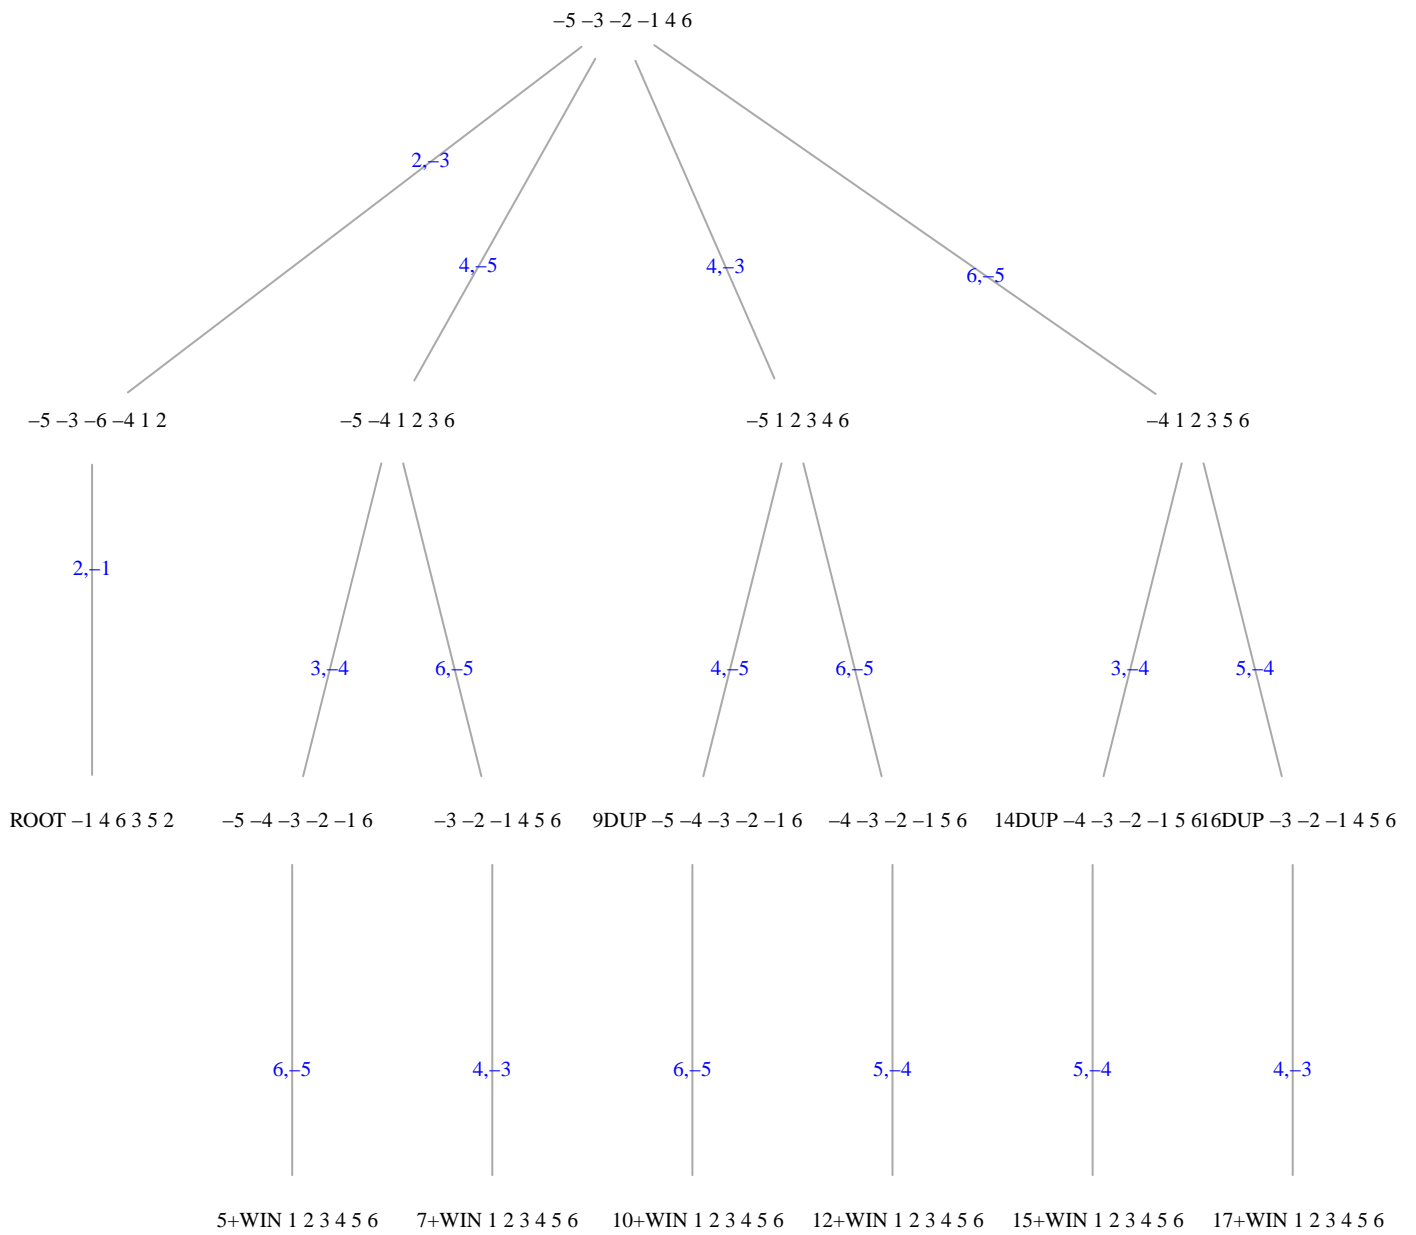 –5 –3 –2 –1 4 6
2,–3
4,–5
4,–3
6,–5
–5 –3 –6 –4 1 2
–5 –4 1 2 3 6
–5 1 2 3 4 6
–4 1 2 3 5 6
2,–1
3,–4
6,–5
4,–5
6,–5
3,–4
5,–4
ROOT –1 4 6 3 5 2
–5 –4 –3 –2 –1 6
–3 –2 –1 4 5 6
9DUP –5 –4 –3 –2 –1 6
–4 –3 –2 –1 5 6
14DUP –4 –3 –2 –1 5 6
16DUP –3 –2 –1 4 5 6
6,–5
4,–3
6,–5
5,–4
5,–4
4,–3
5+WIN 1 2 3 4 5 6
7+WIN 1 2 3 4 5 6
10+WIN 1 2 3 4 5 6
12+WIN 1 2 3 4 5 6
15+WIN 1 2 3 4 5 6
17+WIN 1 2 3 4 5 6